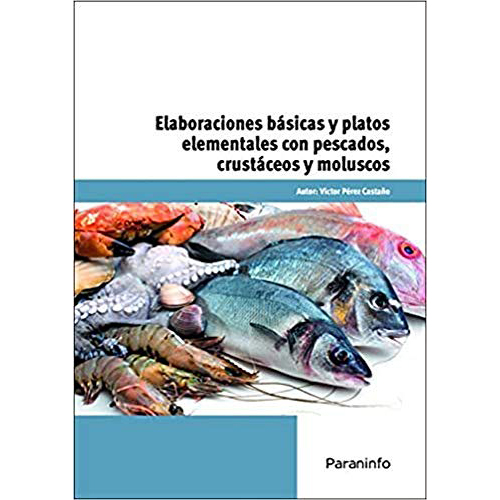 Elaboraciones básicas y platos
elementales con pescados,
crustáceos y moluscos
Autor: Víctor Pérez Castaño
Paraninfo